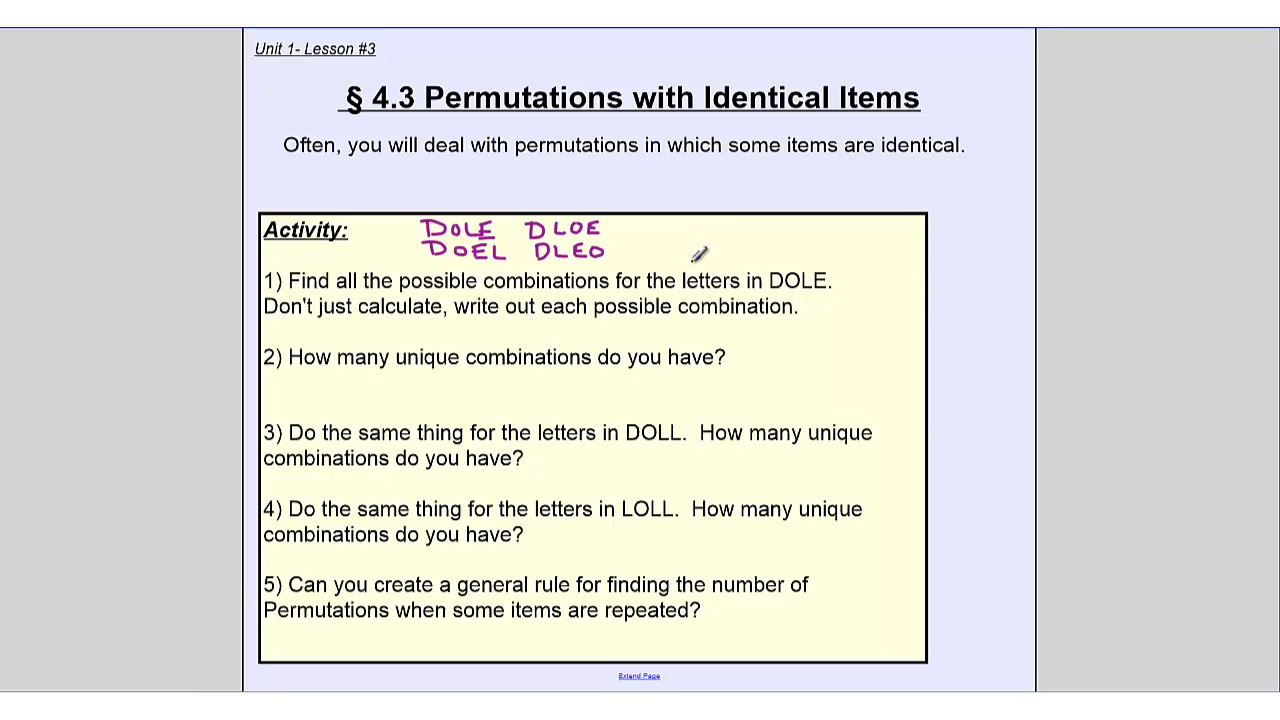 Unit 1- Lesson #3
§ 4.3 Permutations with Identical Items
Often, you will deal with permutations in which some items are identical.
Activity: DOLE DLOE
DOEL DLEO
1) Find all the possible combinations for the letters in DOLE.
Don't just calculate, write out each possible combination.
2) How many unique combinations do you have?
3) Do the same thing for the letters in DOLL. How many unique
combinations do you have?
4) Do the same thing for the letters in LOLL. How many unique
combinations do you have?
5) Can you create a general rule for finding the number of
Permutations when some items are repeated?
Extend Page